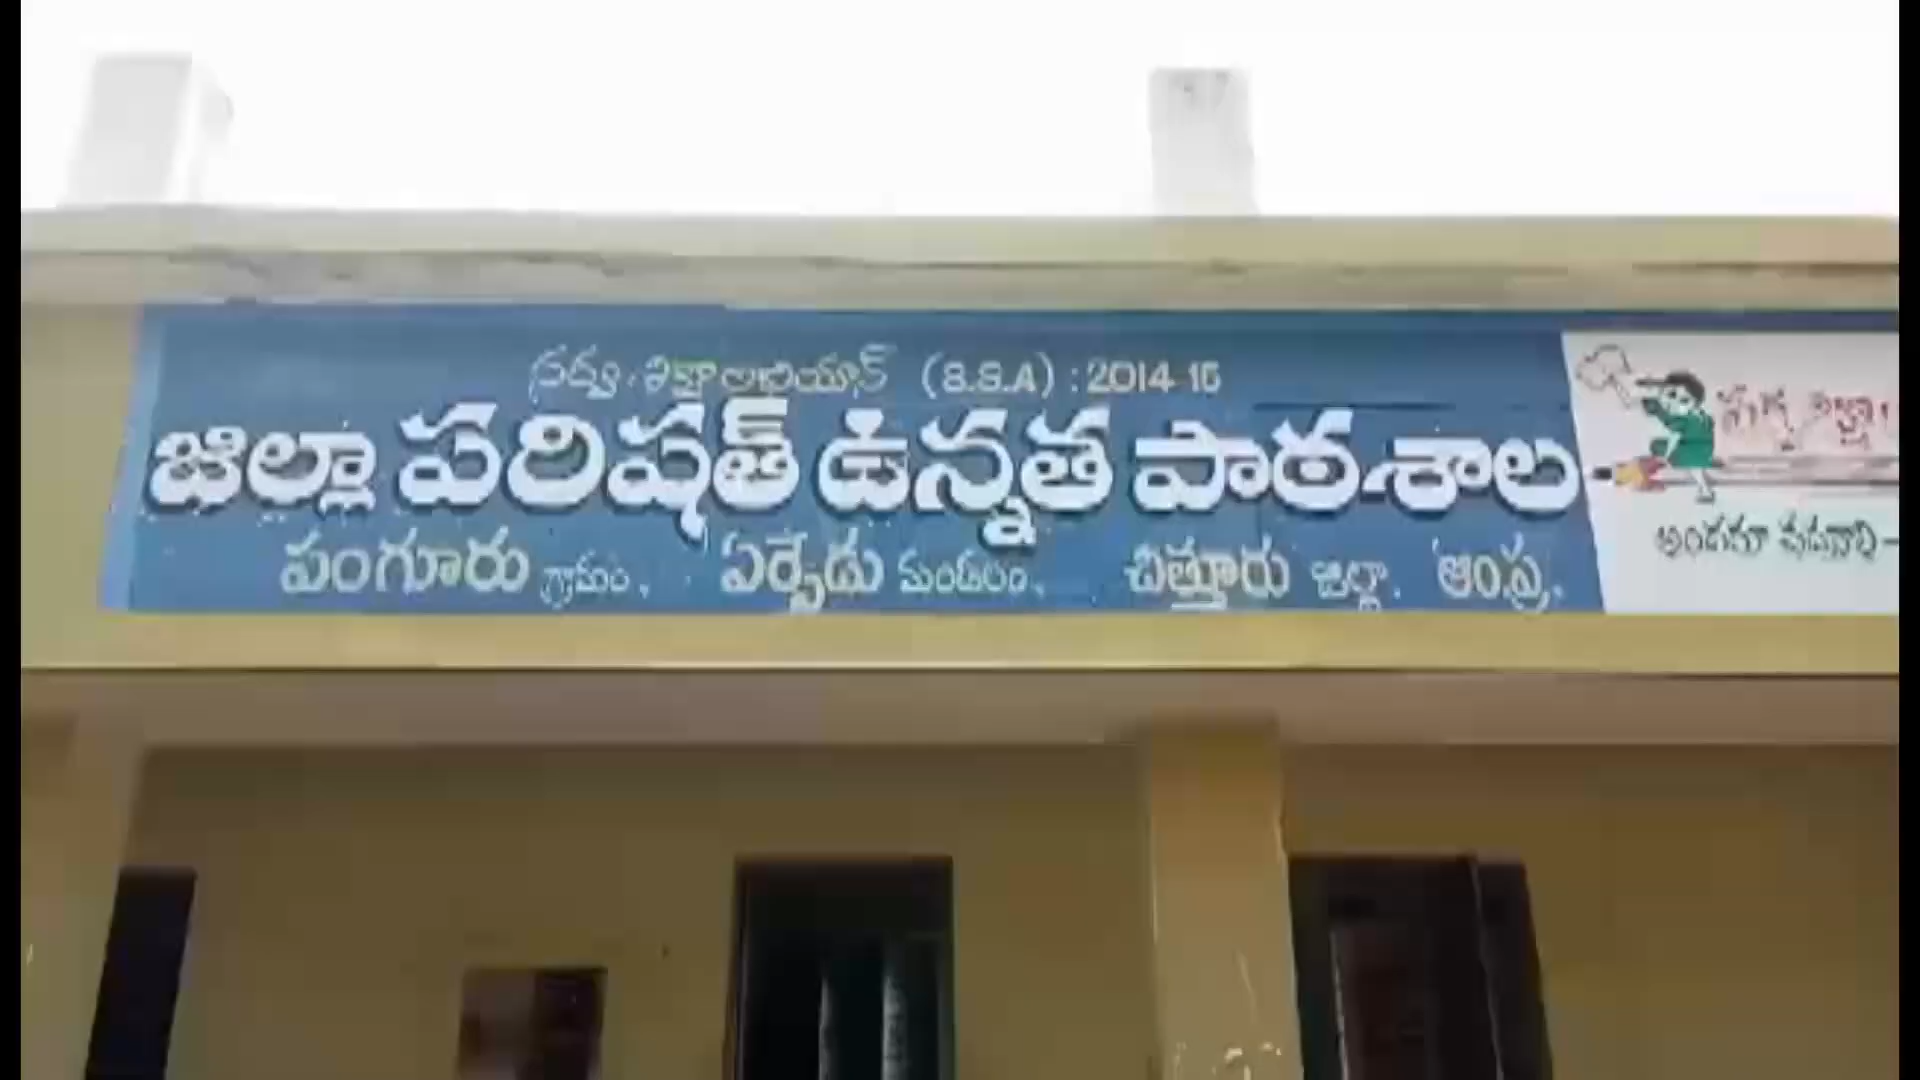 సర్వ శిక్షా అభియాన్ (S.S.A) : 2014-15
జిల్లా పరిషత్ ఉన్నత పాఠశాల
పంగూరు గ్రామం, ఏర్పేడు మండలం, చిత్తూరు జిల్లా, ఆం.ప్ర.
సర్వ శిక్షా
అందరూ చదవాలి -